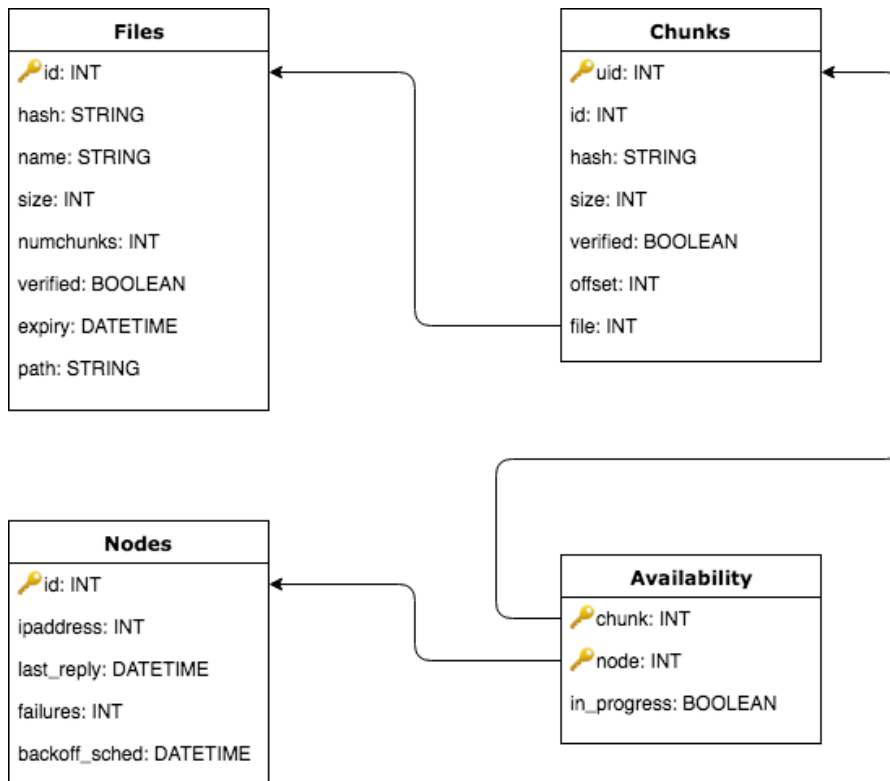 Files
id: INT
hash: STRING
name: STRING
size: INT
numchunks: INT
verified: BOOLEAN
expiry: DATETIME
path: STRING
Chunks
uid: INT
id: INT
hash: STRING
size: INT
verified: BOOLEAN
offset: INT
file: INT
Nodes
id: INT
ipaddress: INT
last_reply: DATETIME
failures: INT
backoff_sched: DATETIME
Availability
chunk: INT
node: INT
in_progress: BOOLEAN